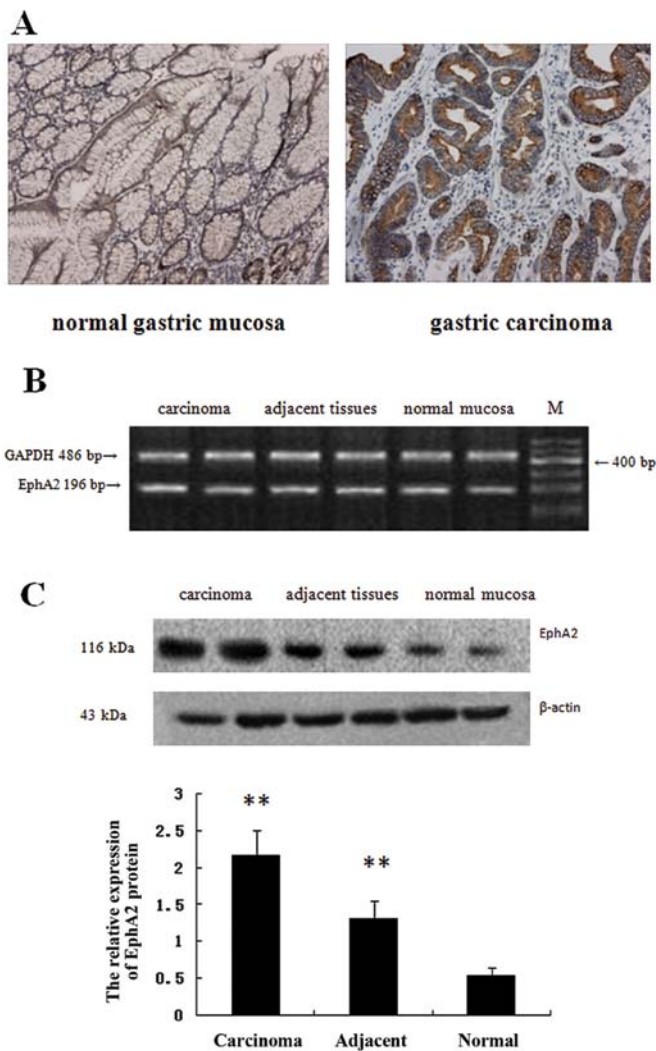 A
normal gastric mucosa gastric carcinoma
B
carcinoma adjacent tissues normal mucosa M
GAPDH 486 bp→
← 400 bp
EphA2 196 bp→
C
carcinoma adjacent tissues normal mucosa
EphA2
116 kDa
43 kDa β-actin
The relative expression
of EphA2 protein
3
2.5
2
1.5
1
0.5
0
**
**
Carcinoma Adjacent Normal